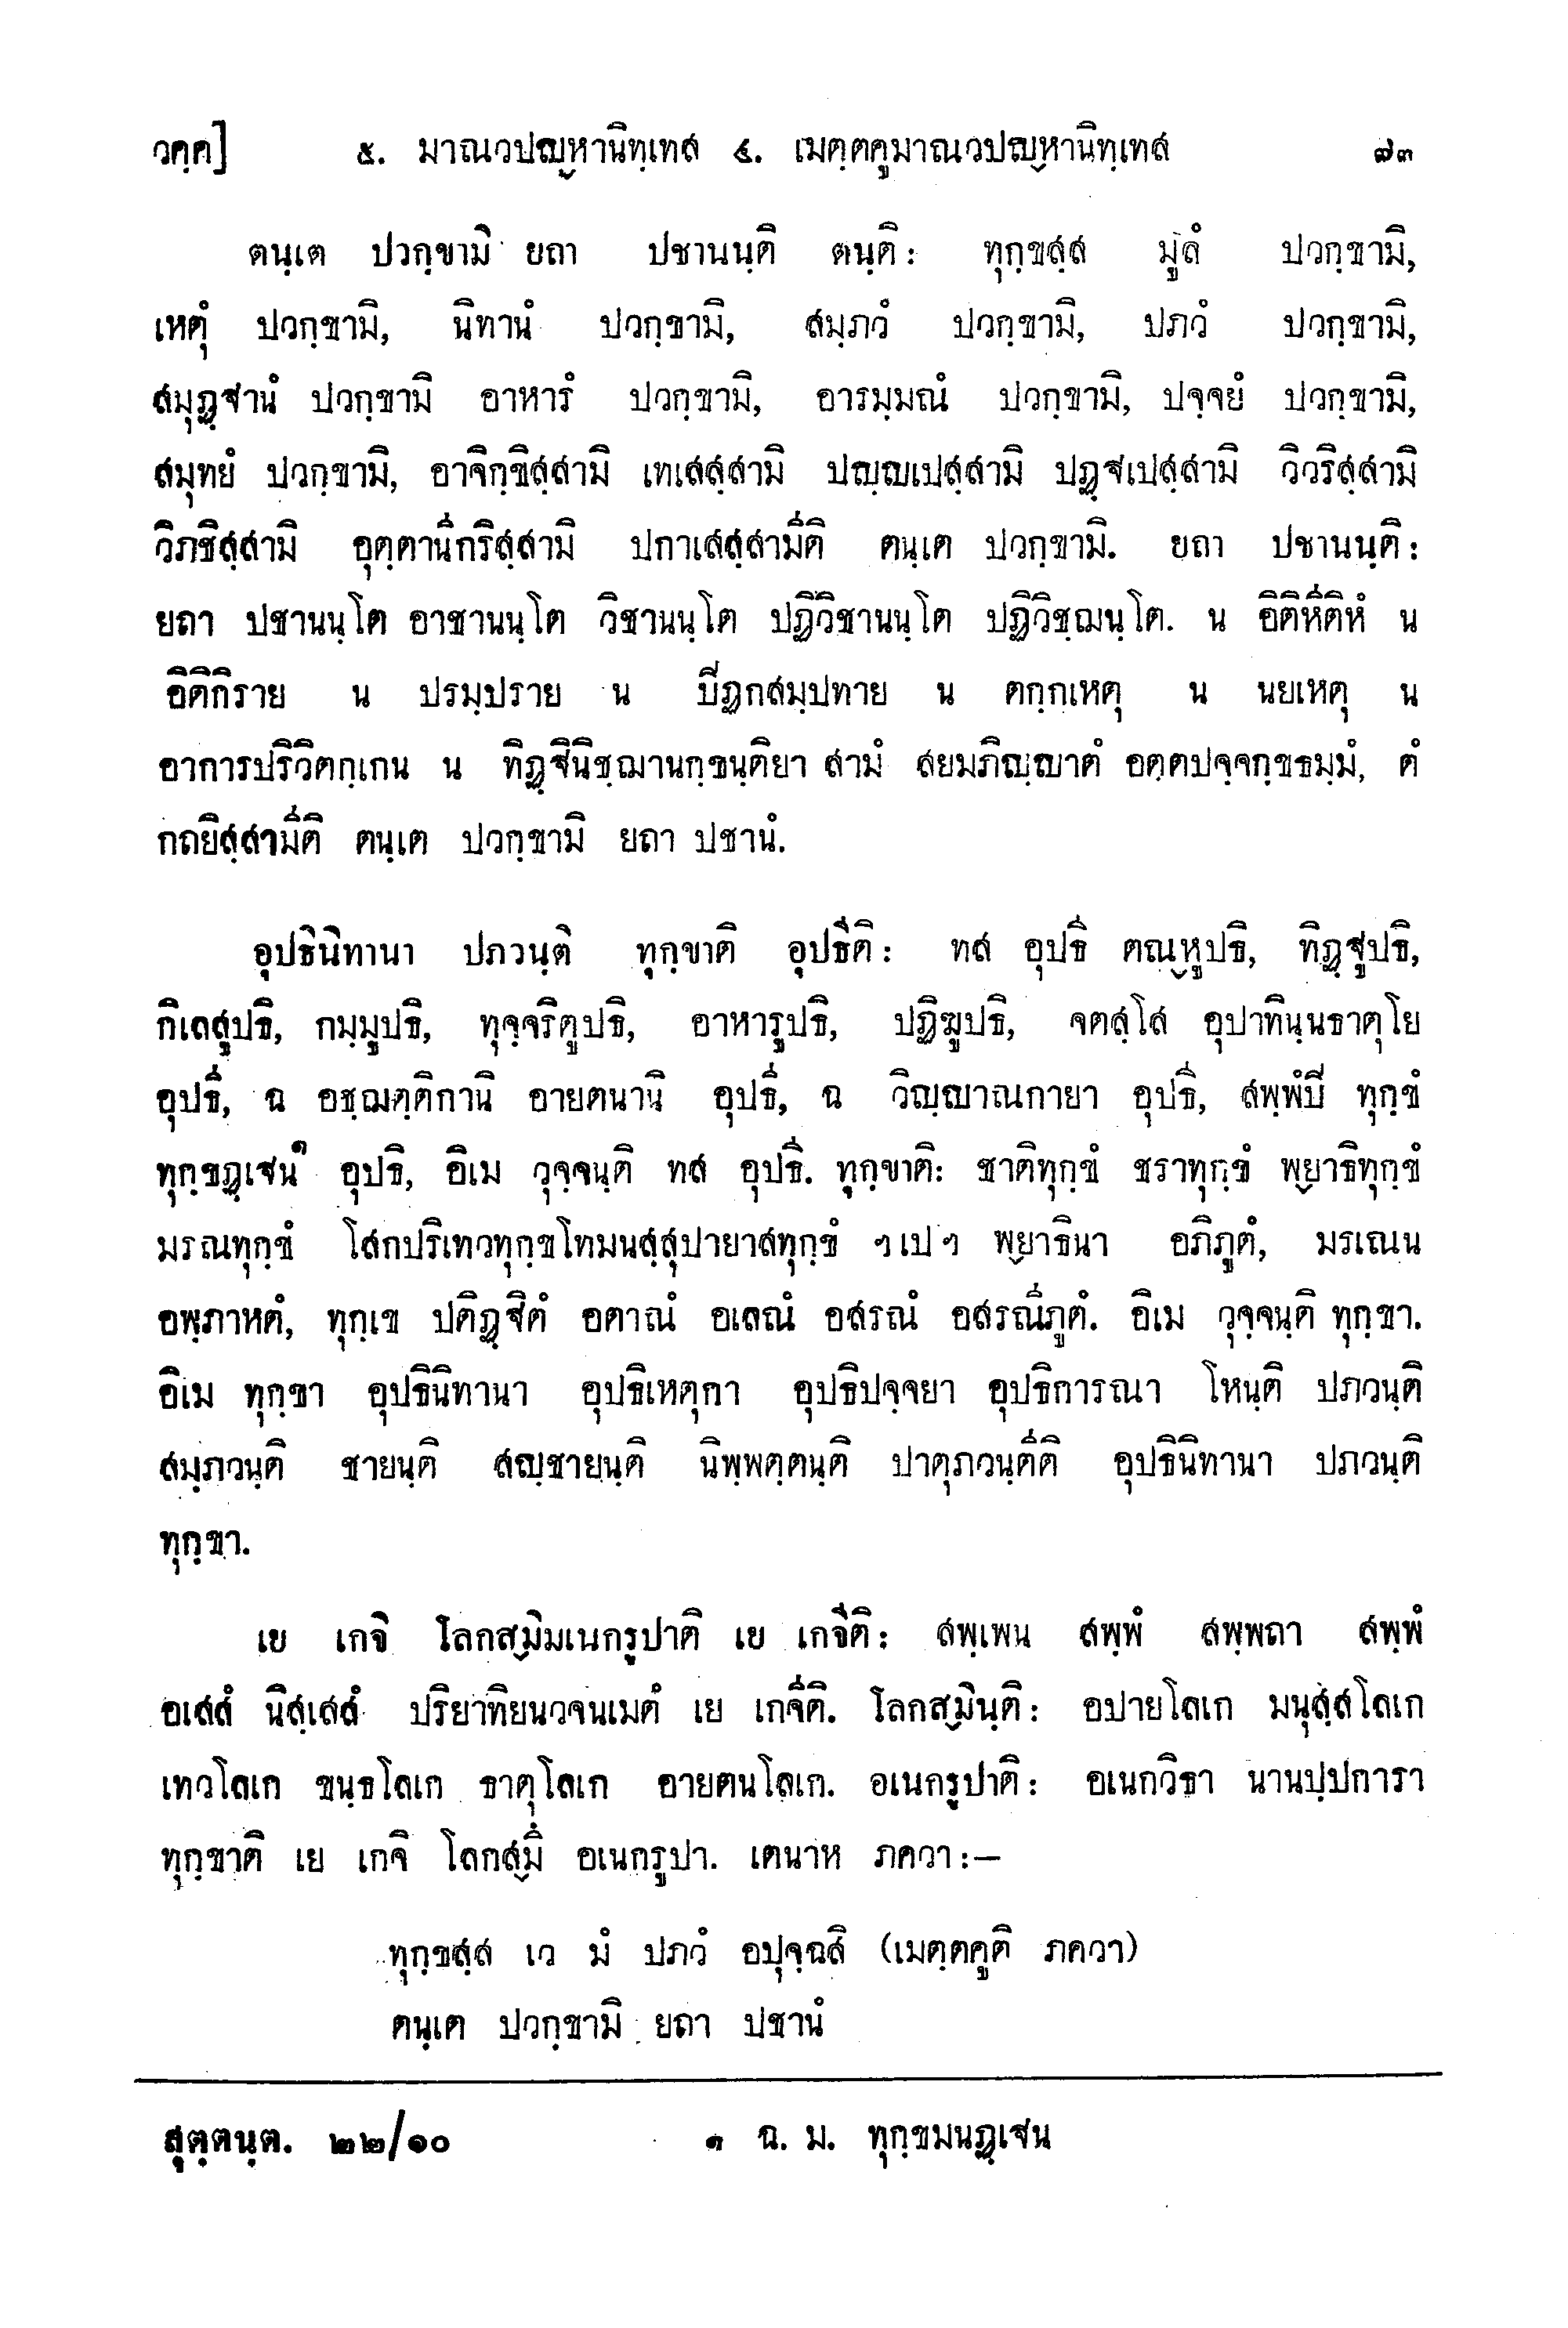 วคฺค]	๕. มาณวปญฺหานิทฺเทส ๔. เมตฺตคูมาณวปญฺหานิทฺเทส	๗๓
ตนฺเต ปวกฺขามิ ยถา ปชานนฺติ ตนฺติ: ทุกฺขสฺส มูลํ ปวกฺขามิ,
เหตุํ ปวกฺขามิ, นิทานํ ปวกฺขามิ, สมฺภวํ ปวกฺขามิ, ปภวํ ปวกฺขามิ,
สมุฏฺฐานํ ปวกฺขามิ อาหารํ ปวกฺขามิ, อารมฺมณํ ปวกฺขามิ, ปจฺจยํ ปวกฺขามิ,
สมุทยํ ปวกฺขามิ, อาจิกฺขิสฺสามิ เทเสสฺสามิ ปญฺญเปสฺสามิ ปฏฺฐเปสฺสามิ วิวริสฺสามิ
วิภชิสฺสามิ อุตฺตานีกริสฺสามิ ปกาเสสฺสามีติ ตนฺเต ปวกฺขามิ. ยถา ปชานนฺติ:
ยถา ปชานนฺโต อาชานนฺโต วิชานนฺโต ปฏิวิชานนฺโต ปฏิวิชฺฌนฺโต. น อิติหีติหํ น
อิติกิราย น ปรมฺปราย น ปีฏกสมฺปทาย น ตกฺกเหตุ น นยเหตุ น
อาการปริวิตกฺเกน น ทิฏฺฐินิชฺฌานกฺขนฺติยา สามํ สยมภิญฺญาตํ อตฺตปจฺจกฺขธมฺมํ, ตํ
กถยิสฺสามีติ ตนฺเต ปวกฺขามิ ยถา ปชานํ.
อุปธินิทานา ปภวนฺติ ทุกฺขาติ อุปธีติ: ทส อุปธี ตณฺหูปธิ, ทิฏฺฐูปธิ,
กิเลสูปธิ, กมฺมูปธิ, ทุจฺจริตูปธิ, อาหารูปธิ, ปฏิฆูปธิ, จตสฺโส อุปาทินฺนธาตุโย
อุปธี, ฉ อชฺฌตฺติกานิ อายตนานิ อุปธี, ฉ วิญฺญาณกายา อุปธี, สพฺพํปี ทุกฺขํ
ทุกฺขฏฺเฐน๑ อุปธิ, อิเม วุจฺจนฺติ ทส อุปธี. ทุกฺขาติ: ชาติทุกฺขํ ชราทุกฺขํ พฺยาธิทุกฺขํ
มรณทุกฺขํ โสกปริเทวทุกฺขโทมนสฺสุปายาสทุกฺขํ ฯเปฯ พฺยาธินา อภิภูตํ, มรเณน
อพฺภาหตํ, ทุกฺเข ปติฏฺฐิตํ อตาณํ อเลณํ อสรณํ อสรณีภูตํ. อิเม วุจฺจนฺติ ทุกฺขา.
อิเม ทุกฺขา อุปธินิทานา อุปธิเหตุกา อุปธิปจฺจยา อุปธิการณา โหนฺติ ปภวนฺติ
สมฺภวนฺติ ชายนฺติ สญฺชายนฺติ นิพฺพตฺตนฺติ ปาตุภวนฺตีติ อุปธินิทานา ปภวนฺติ
ทุกฺขา.
เย เกจิ โลกสฺมิมเนกรูปาติ เย เกจีติ: สพฺเพน สพฺพํ สพฺพถา สพฺพํ
อเสสํ นิสฺเสสํ ปริยาทิยนวจนเมตํ เย เกจีติ. โลกสฺมินฺติ: อปายโลเก มนุสฺสโลเก
เทวโลเก ขนฺธโลเก ธาตุโลเก อายตนโลเก. อเนกรูปาติ: อเนกวิธา นานปฺปการา
ทุกฺขาติ เย เกจิ โลกสฺมิํ อเนกรูปา. เตนาห ภควา:—
ทุกฺขสฺส เว มํ ปภวํ อปุจฺฉสิ (เมตฺตคูติ ภควา)
ตนฺเต ปวกฺขามิ ยถา ปชานํ
สุตฺตนฺต. ๒๒/๑๐	๑ ฉ. ม. ทุกฺขมนฏฺเฐน